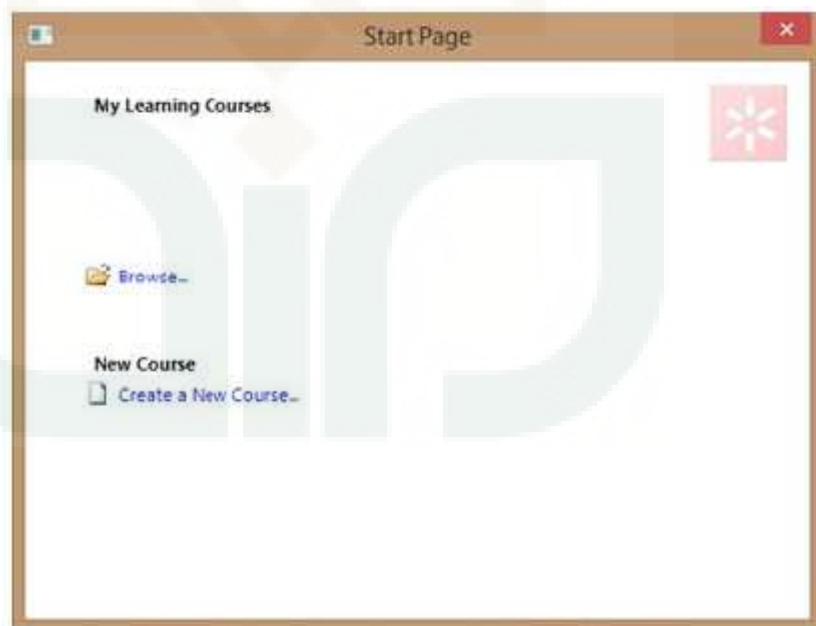 Start Page
My Learning Courses
Browse...
New Course
Create a New Course...